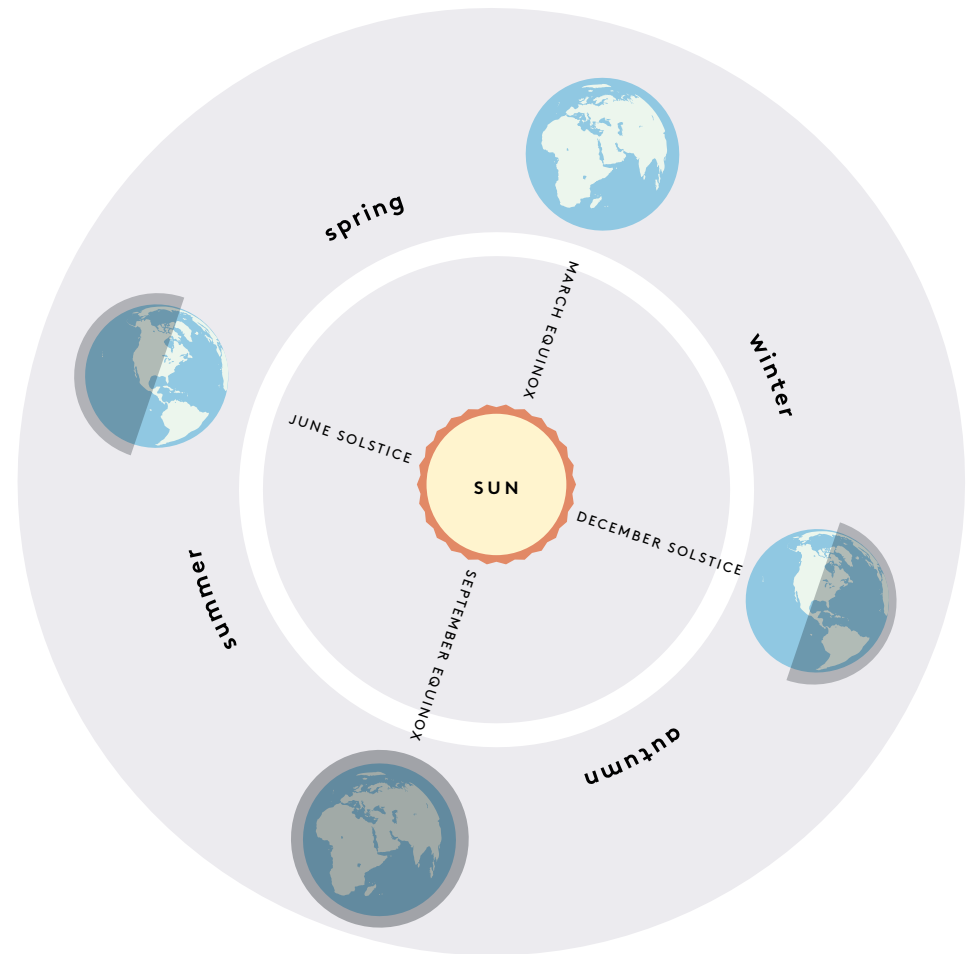 spring
MARCH EQUINOX
winter
JUNE SOLSTICE
SUN
DECEMBER SOLSTICE
summer
SEPTEMBER EQUINOX
autumn